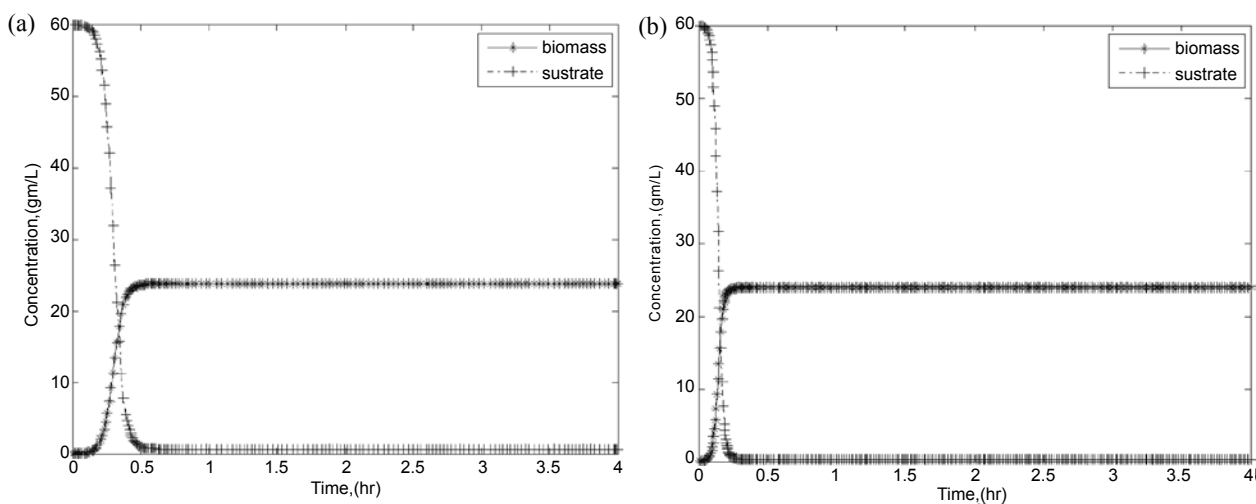 (a)
60
50
40
30
20
10
0
Concentration,(gm/L)
biomass
sustrate
0 0.5 1 2 2.5 3 3.5 4
Time,(hr)
(b)
60
50
40
30
20
10
0
Concentration,(gm/L)
biomass
sustrate
0 0.5 1 1.5 2 2.5 3 3.5 4
Time,(hr)